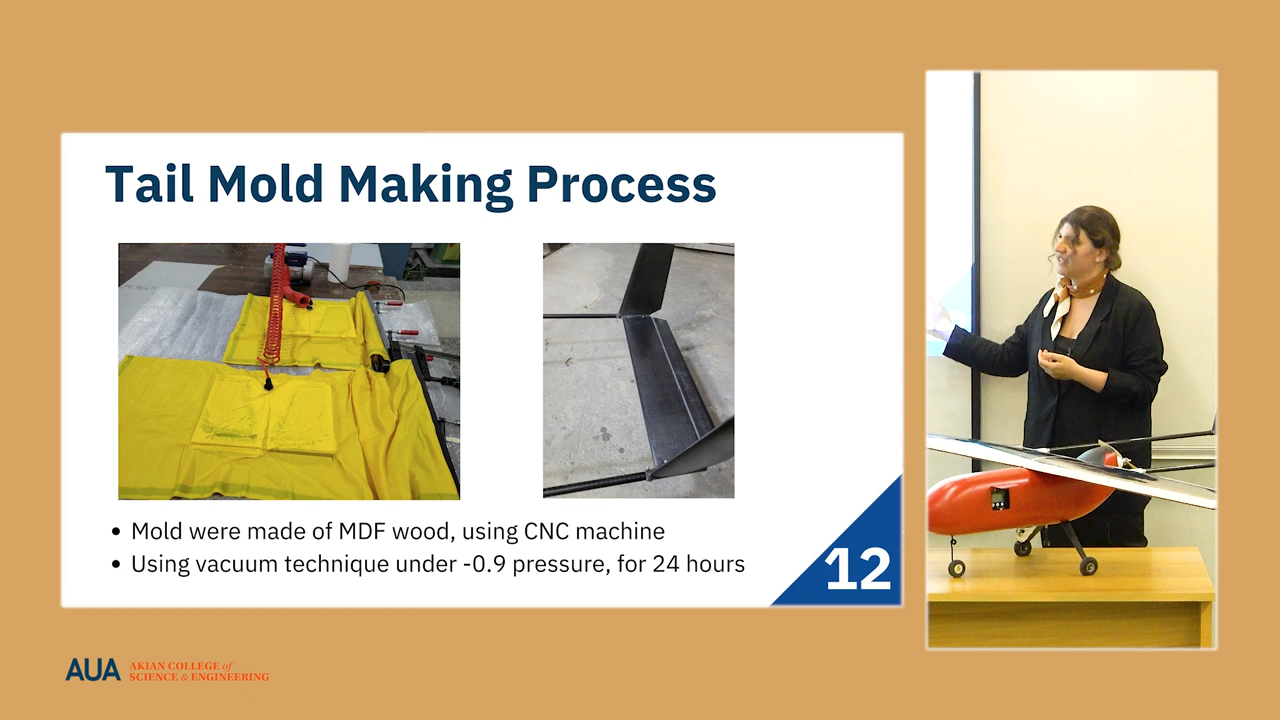 Tail Mold Making Process
• Mold were made of MDF wood, using CNC machine
• Using vacuum technique under -0.9 pressure, for 24 hours
12
AUA AKIAN COLLEGE of
SCIENCE & ENGINEERING